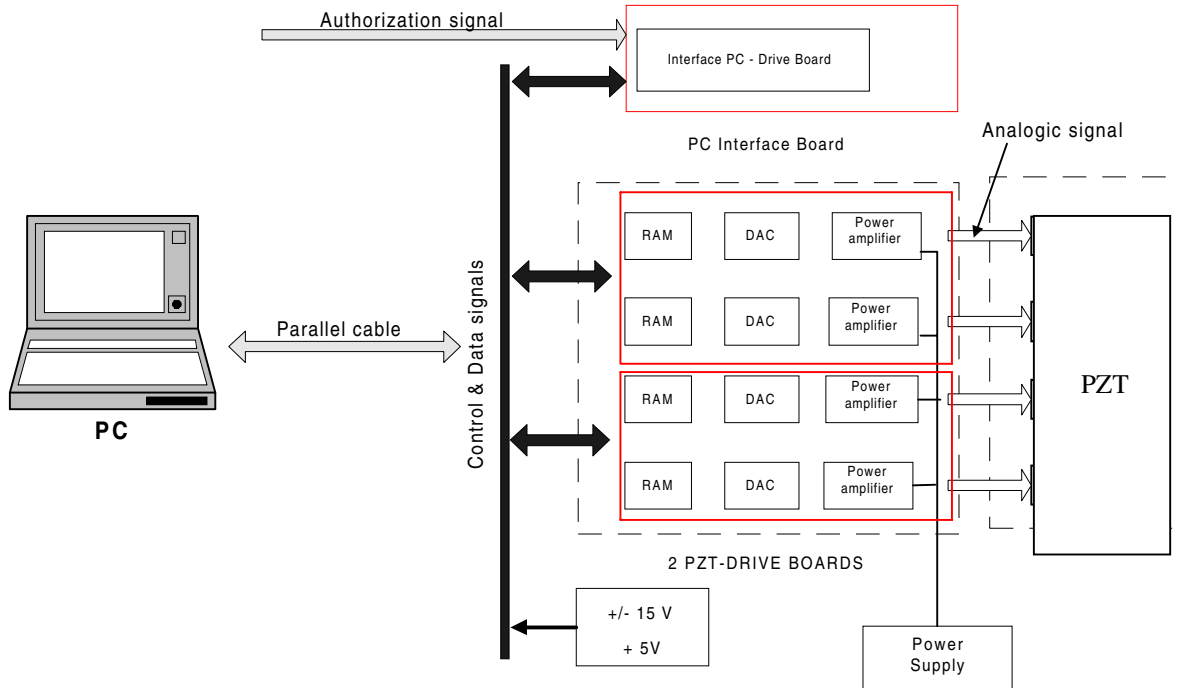 Authorization signal
Interface PC - Drive Board
Analogic signal
PC Interface Board
RAM
DAC
Power
amplifier
RAM
DAC
Power
amplifier
Parallel cable
Control & Data signals
PC
RAM
DAC
Power
amplifier
RAM
DAC
Power
amplifier
PZT
2 PZT-DRIVE BOARDS
+/- 15 V
+ 5V
Power
Supply